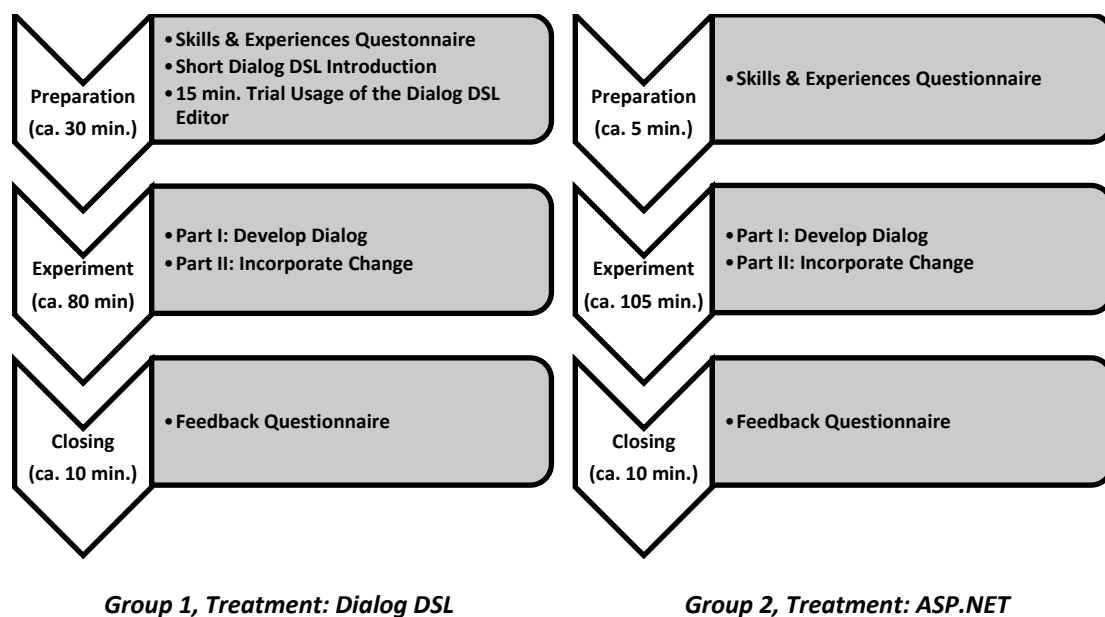 Preparation
(ca. 30 min.)
•Skills & Experiences Questonnaire
•Short Dialog DSL Introduction
•15 min. Trial Usage of the Dialog DSL
Editor
Experiment
(ca. 80 min)
•Part I: Develop Dialog
•Part II: Incorporate Change
Closing
(ca. 10 min.)
•Feedback Questionnaire
Group 1, Treatment: Dialog DSL
Preparation
(ca. 5 min.)
•Skills & Experiences Questionnaire
Experiment
(ca. 105 min.)
•Part I: Develop Dialog
•Part II: Incorporate Change
Closing
(ca. 10 min.)
•Feedback Questionnaire
Group 2, Treatment: ASP.NET